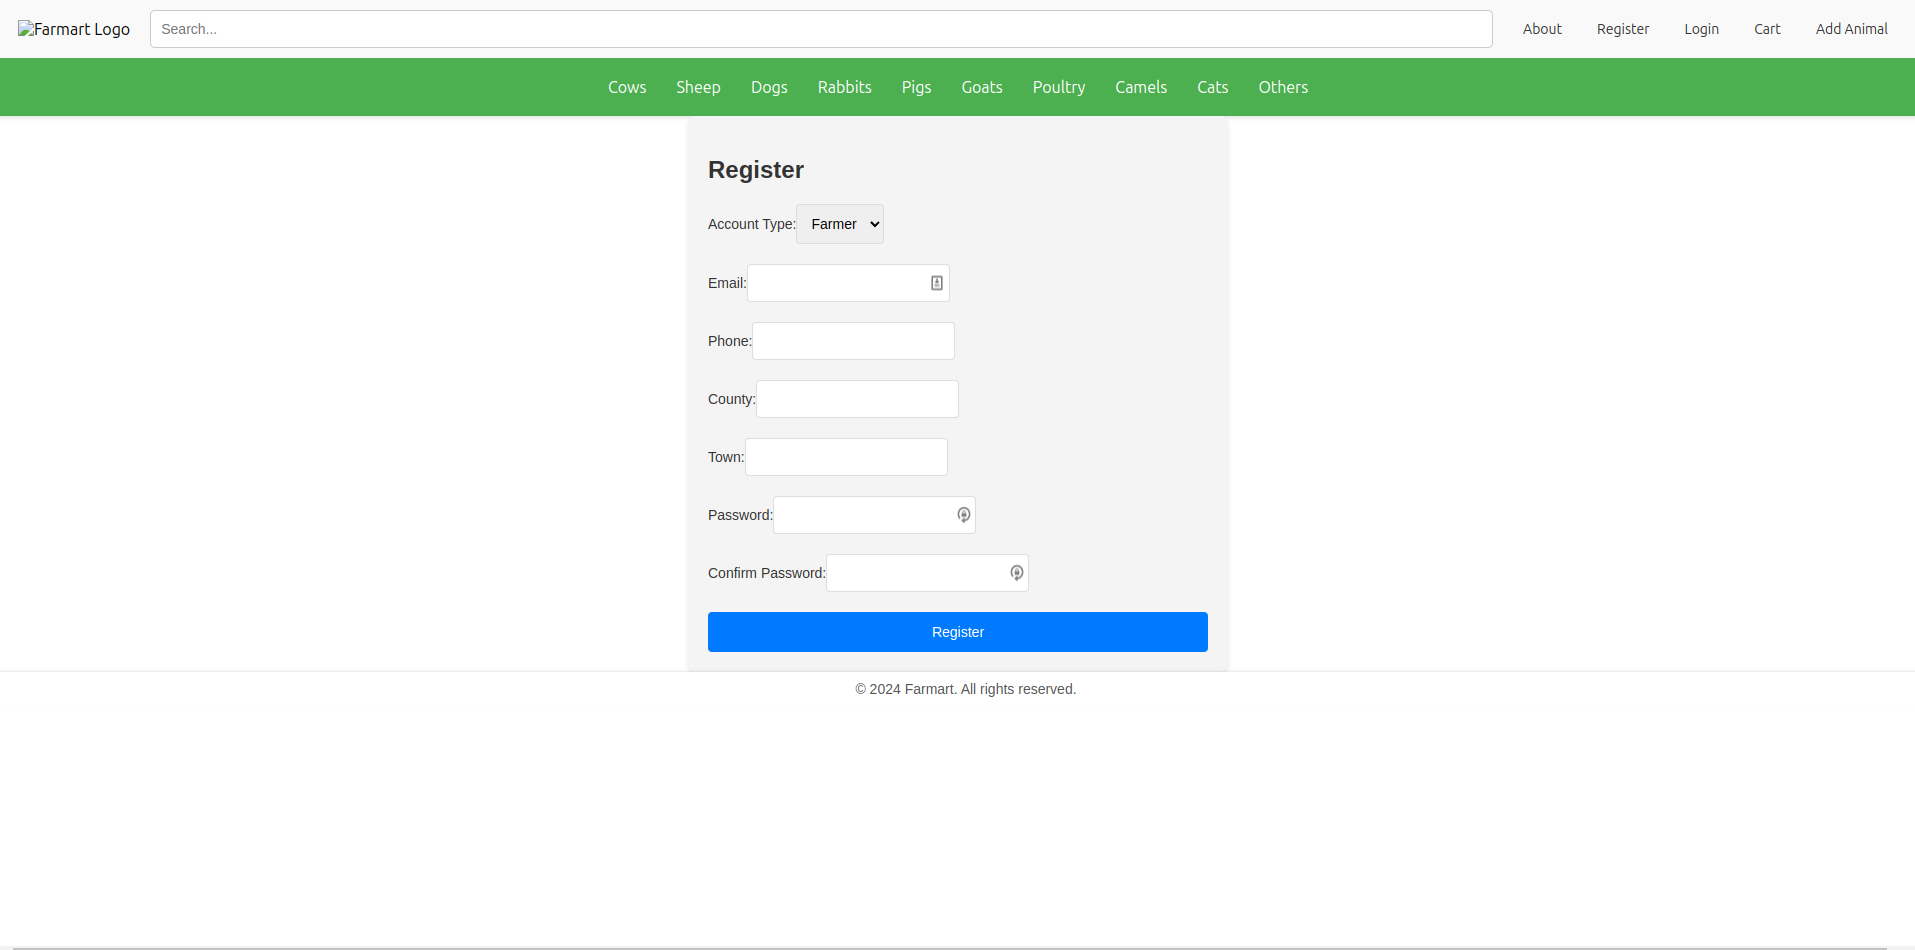 Farmart Logo Search... About Register Login Cart Add Animal
Cows Sheep Dogs Rabbits Pigs Goats Poultry Camels Cats Others
Register
Account Type: Farmer
Email:
Phone:
County:
Town:
Password:
Confirm Password:
Register
© 2024 Farmart. All rights reserved.